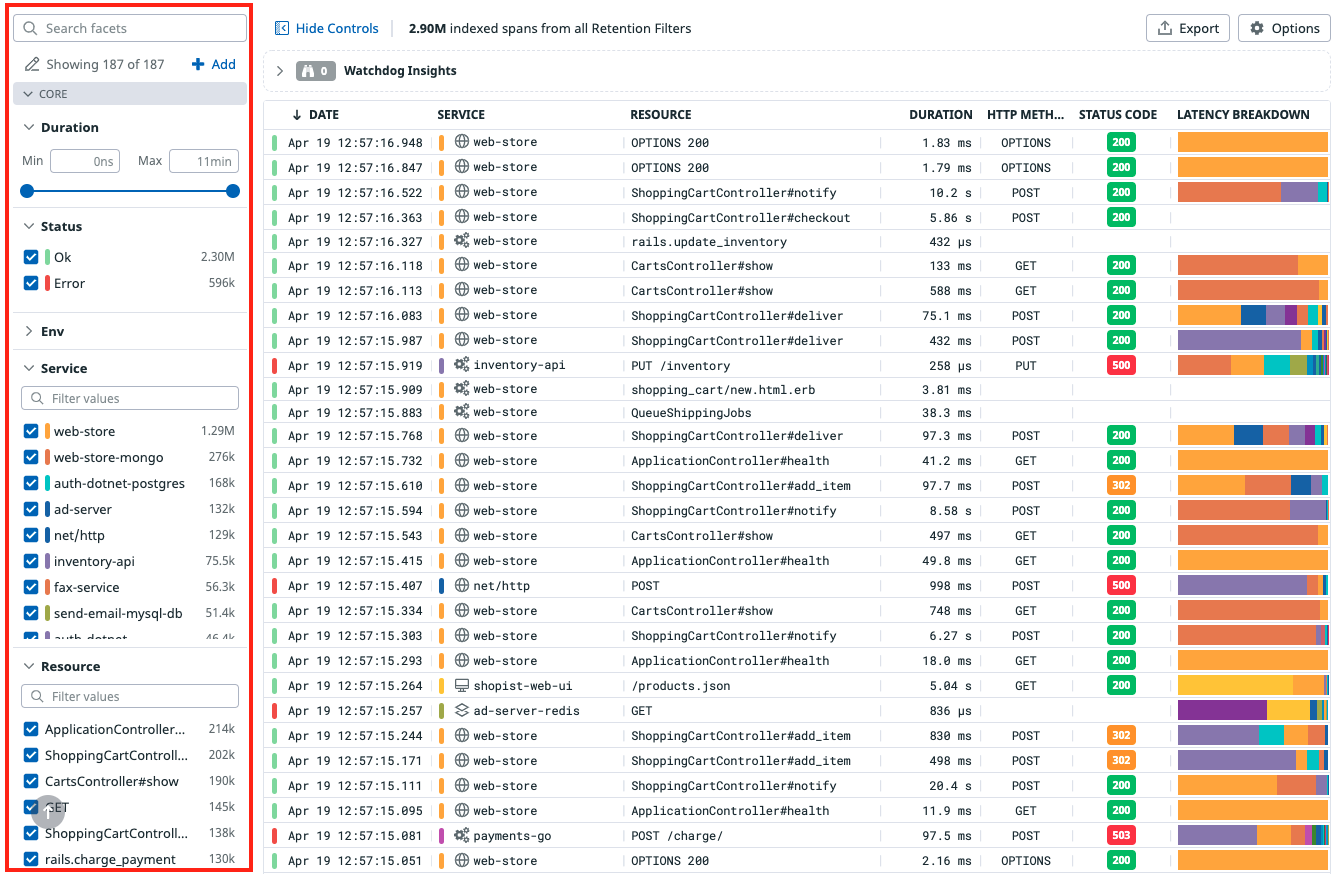 Search facets
Showing 187 of 187 Add
CORE
Duration
Min 0ns Max 11min
Status
Ok 2.30M
Error 596k
Env
Service
Filter values
web-store 1.29M
web-store-mongo 276k
auth-dotnet-postgres 168k
ad-server 132k
net/http 129k
inventory-api 75.5k
fax-service 56.3k
send-email-mysql-db 51.4k
auth-dotnet 46.4k
Resource
Filter values
ApplicationController... 214k
ShoppingCartControll... 202k
CartsController#show 190k
GET 145k
ShoppingCartControll... 138k
rails.charge_payment 130k
Hide Controls 2.90M indexed spans from all Retention Filters Export Options
0 Watchdog Insights
DATE SERVICE RESOURCE DURATION HTTP METH... STATUS CODE LATENCY BREAKDOWN
Apr 19 12:57:16.948 web-store OPTIONS 200 1.83 ms OPTIONS 200
Apr 19 12:57:16.847 web-store OPTIONS 200 1.79 ms OPTIONS 200
Apr 19 12:57:16.522 web-store ShoppingCartController#notify 10.2 s POST 200
Apr 19 12:57:16.363 web-store ShoppingCartController#checkout 5.86 s POST 200
Apr 19 12:57:16.327 web-store rails.update_inventory 432 μs
Apr 19 12:57:16.118 web-store CartsController#show 133 ms GET 200
Apr 19 12:57:16.113 web-store CartsController#show 588 ms GET 200
Apr 19 12:57:16.083 web-store ShoppingCartController#deliver 75.1 ms POST 200
Apr 19 12:57:15.987 web-store ShoppingCartController#deliver 432 ms POST 200
Apr 19 12:57:15.919 inventory-api PUT /inventory 258 μs PUT 500
Apr 19 12:57:15.909 web-store shopping_cart/new.html.erb 3.81 ms
Apr 19 12:57:15.883 web-store QueueShippingJobs 38.3 ms
Apr 19 12:57:15.768 web-store ShoppingCartController#deliver 97.3 ms POST 200
Apr 19 12:57:15.732 web-store ApplicationController#health 41.2 ms GET 200
Apr 19 12:57:15.610 web-store ShoppingCartController#add_item 97.7 ms POST 302
Apr 19 12:57:15.594 web-store ShoppingCartController#notify 8.58 s POST 200
Apr 19 12:57:15.543 web-store CartsController#show 497 ms GET 200
Apr 19 12:57:15.415 web-store ApplicationController#health 49.8 ms GET 200
Apr 19 12:57:15.407 net/http POST 998 ms POST 500
Apr 19 12:57:15.334 web-store CartsController#show 748 ms GET 200
Apr 19 12:57:15.303 web-store ShoppingCartController#notify 6.27 s POST 200
Apr 19 12:57:15.293 web-store ApplicationController#health 18.0 ms GET 200
Apr 19 12:57:15.264 shopist-web-ui /products.json 5.04 s GET 200
Apr 19 12:57:15.257 ad-server-redis GET 836 μs
Apr 19 12:57:15.244 web-store ShoppingCartController#add_item 830 ms POST 302
Apr 19 12:57:15.171 web-store ShoppingCartController#add_item 498 ms POST 302
Apr 19 12:57:15.111 web-store ShoppingCartController#notify 20.4 s POST 200
Apr 19 12:57:15.095 web-store ApplicationController#health 11.9 ms GET 200
Apr 19 12:57:15.081 payments-go POST /charge/ 97.5 ms POST 503
Apr 19 12:57:15.051 web-store OPTIONS 200 2.16 ms OPTIONS 200